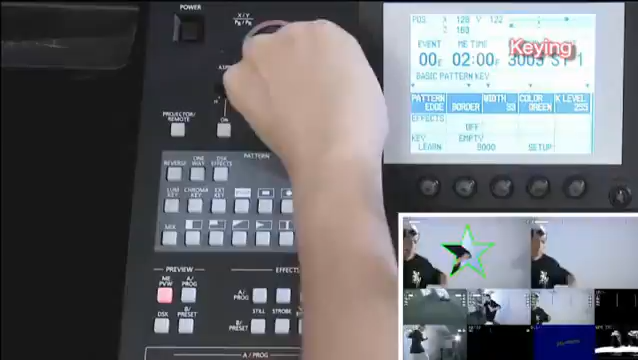 POWER
X/Y
PR/PR
POS X 128 Y 122
Z 160
EVENT ME TIME
Keying
00E 02:00F 3003 ST 1
BASIC PATTERN KEY
PATTERN BORDER WIDTH COLOR K LEVEL
EDGE 33 GREEN 255
EFFECTS
OFF
KEY EMPTY
LEARN 9000 SETUP
PROJECTOR/
REMOTE
ON
PATTERN
REVERSE
ONE
WAY
DSK
EFFECTS
LUM
KEY
CHROMA
KEY
EXT
KEY
MIX
PREVIEW
ME
PVW
A/
PROG
DSK
B/
PRESET
EFFECTS
A/
PROG
STILL STROBE
B/
PRESET
A / PROG